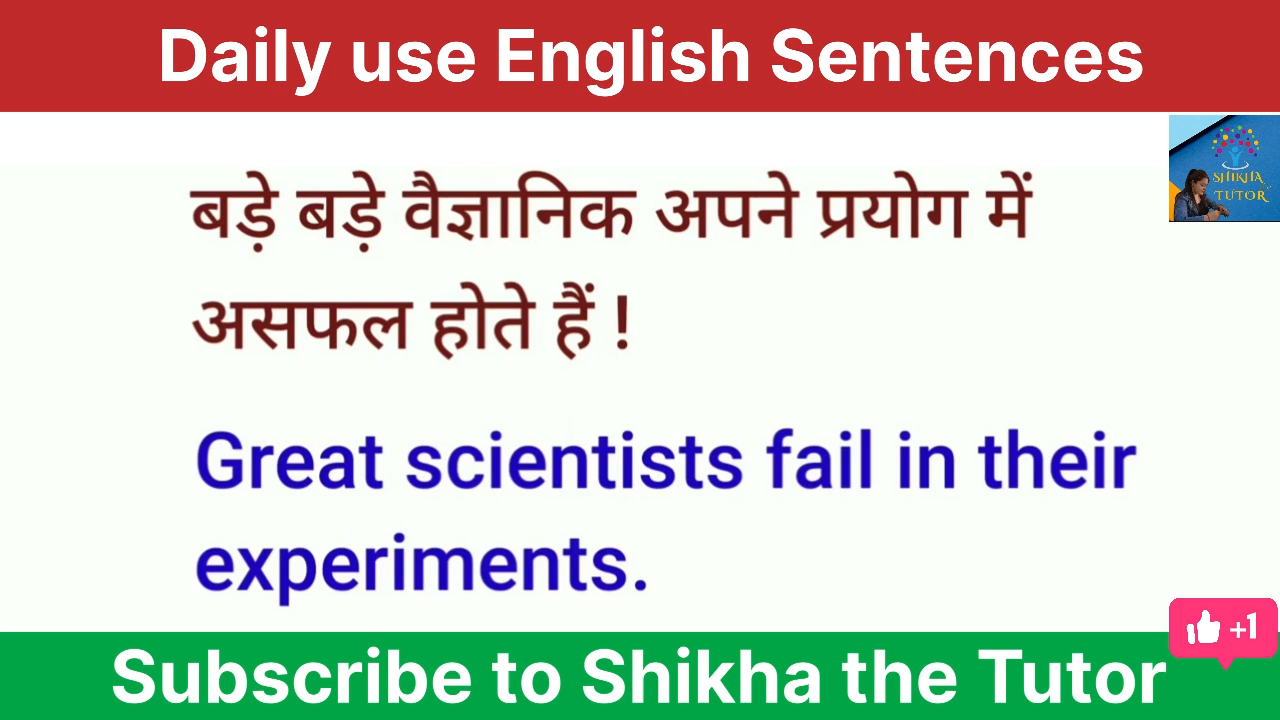 Daily use English Sentences
SHIKHA
TUTOR
बड़े बड़े वैज्ञानिक अपने प्रयोग में
असफल होते हैं !
Great scientists fail in their
experiments.
+1
Subscribe to Shikha the Tutor